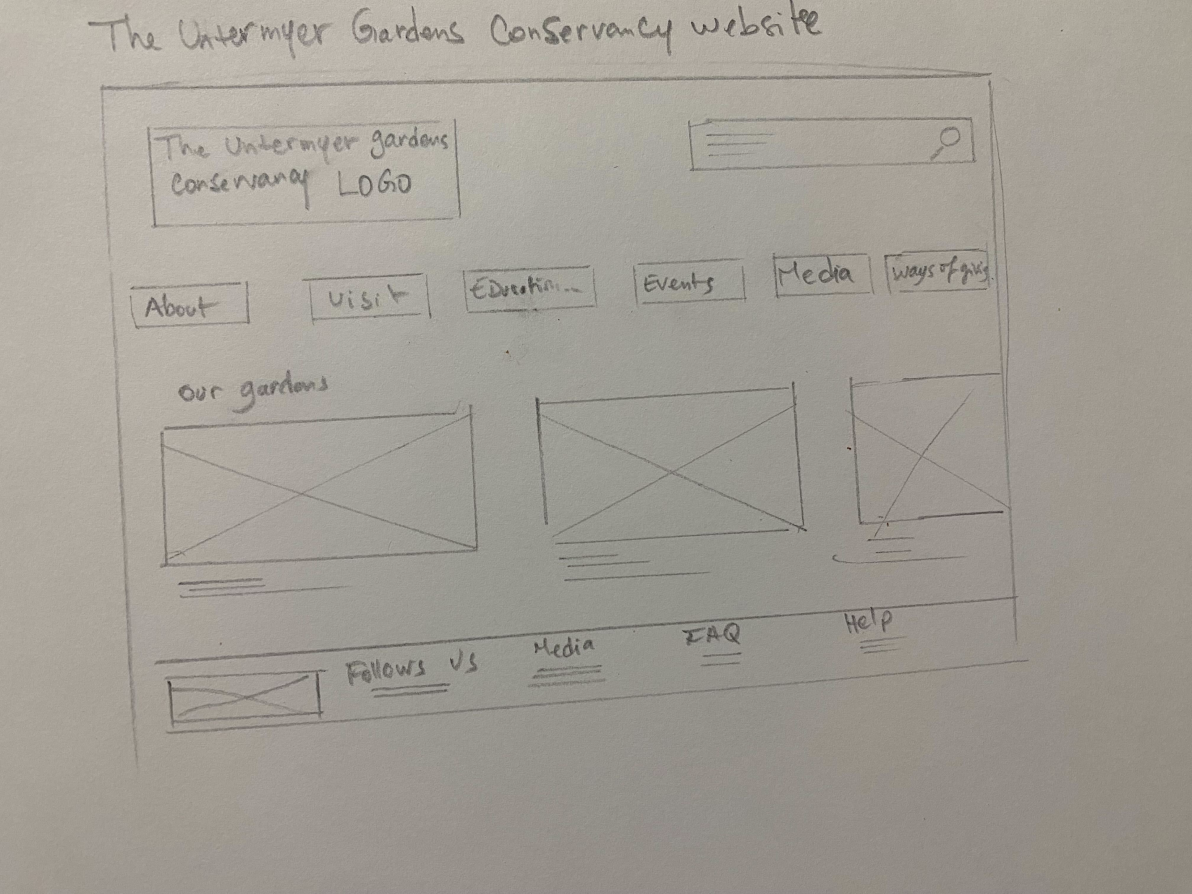 The Untermyer Gardens Conservancy website
The Untermyer gardens
Conservancy LOGO
About
Visit
Events
Media
Ways of giving
Our gardens
Follows Us
Media
FAQ
Help